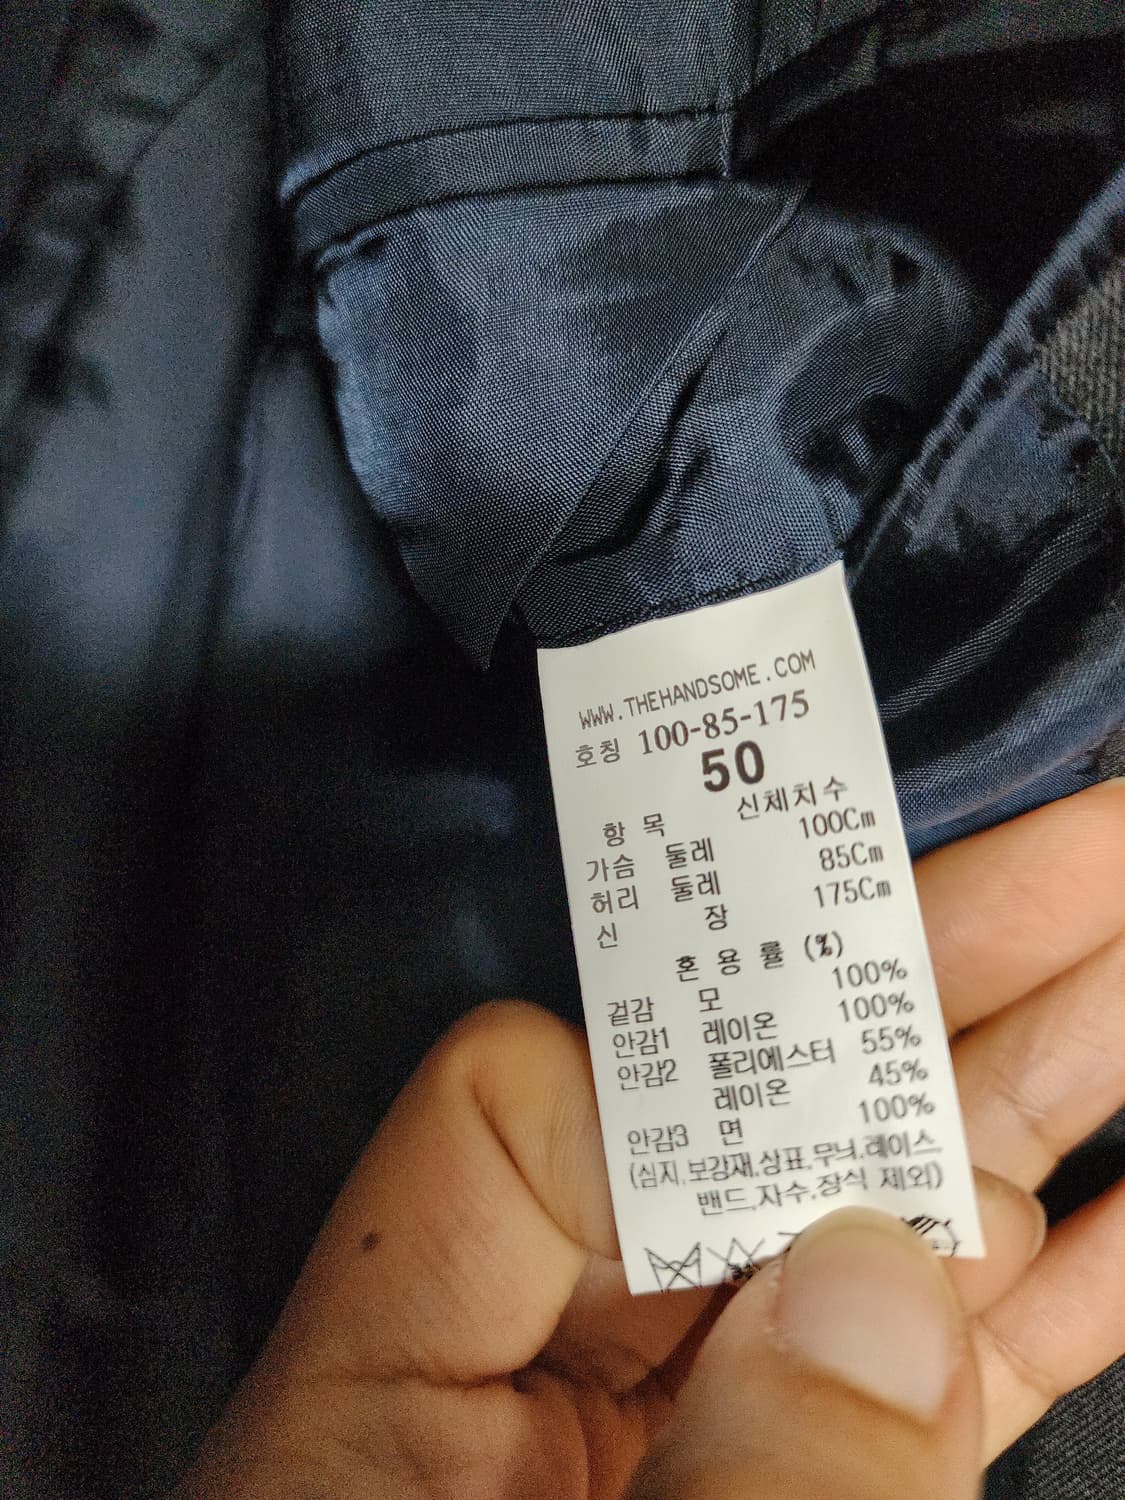 WWW.THEHANDSOME.COM
호칭 100-85-175
50
항 목 신체치수
가슴 둘레 100Cm
허리 둘레 85Cm
신 장 175Cm
혼 용 률 (%)
겉감 모 100%
안감1 레이온 100%
안감2 폴리에스터 55%
레이온 45%
안감3 면 100%
(심지,보강재,상표,무늬,레이스,
밴드,자수,장식 제외)